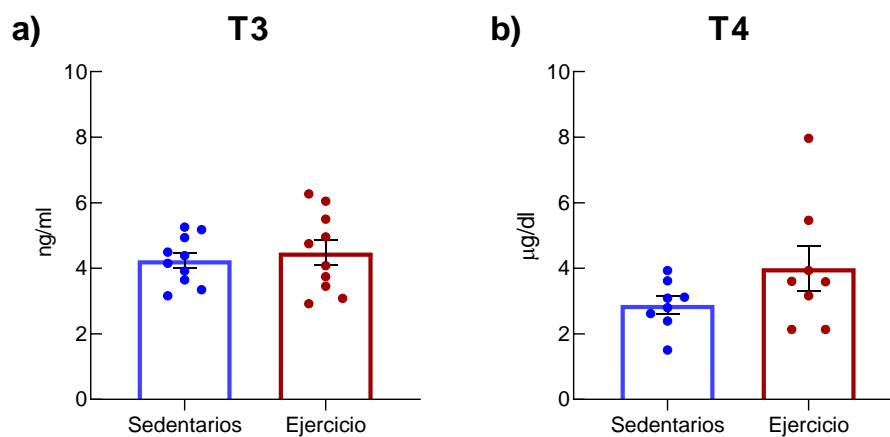 a) T3
10
8
6
4
2
0
ng/ml
Sedentarios Ejercicio
b) T4
10
8
6
4
2
0
µg/dl
Sedentarios Ejercicio